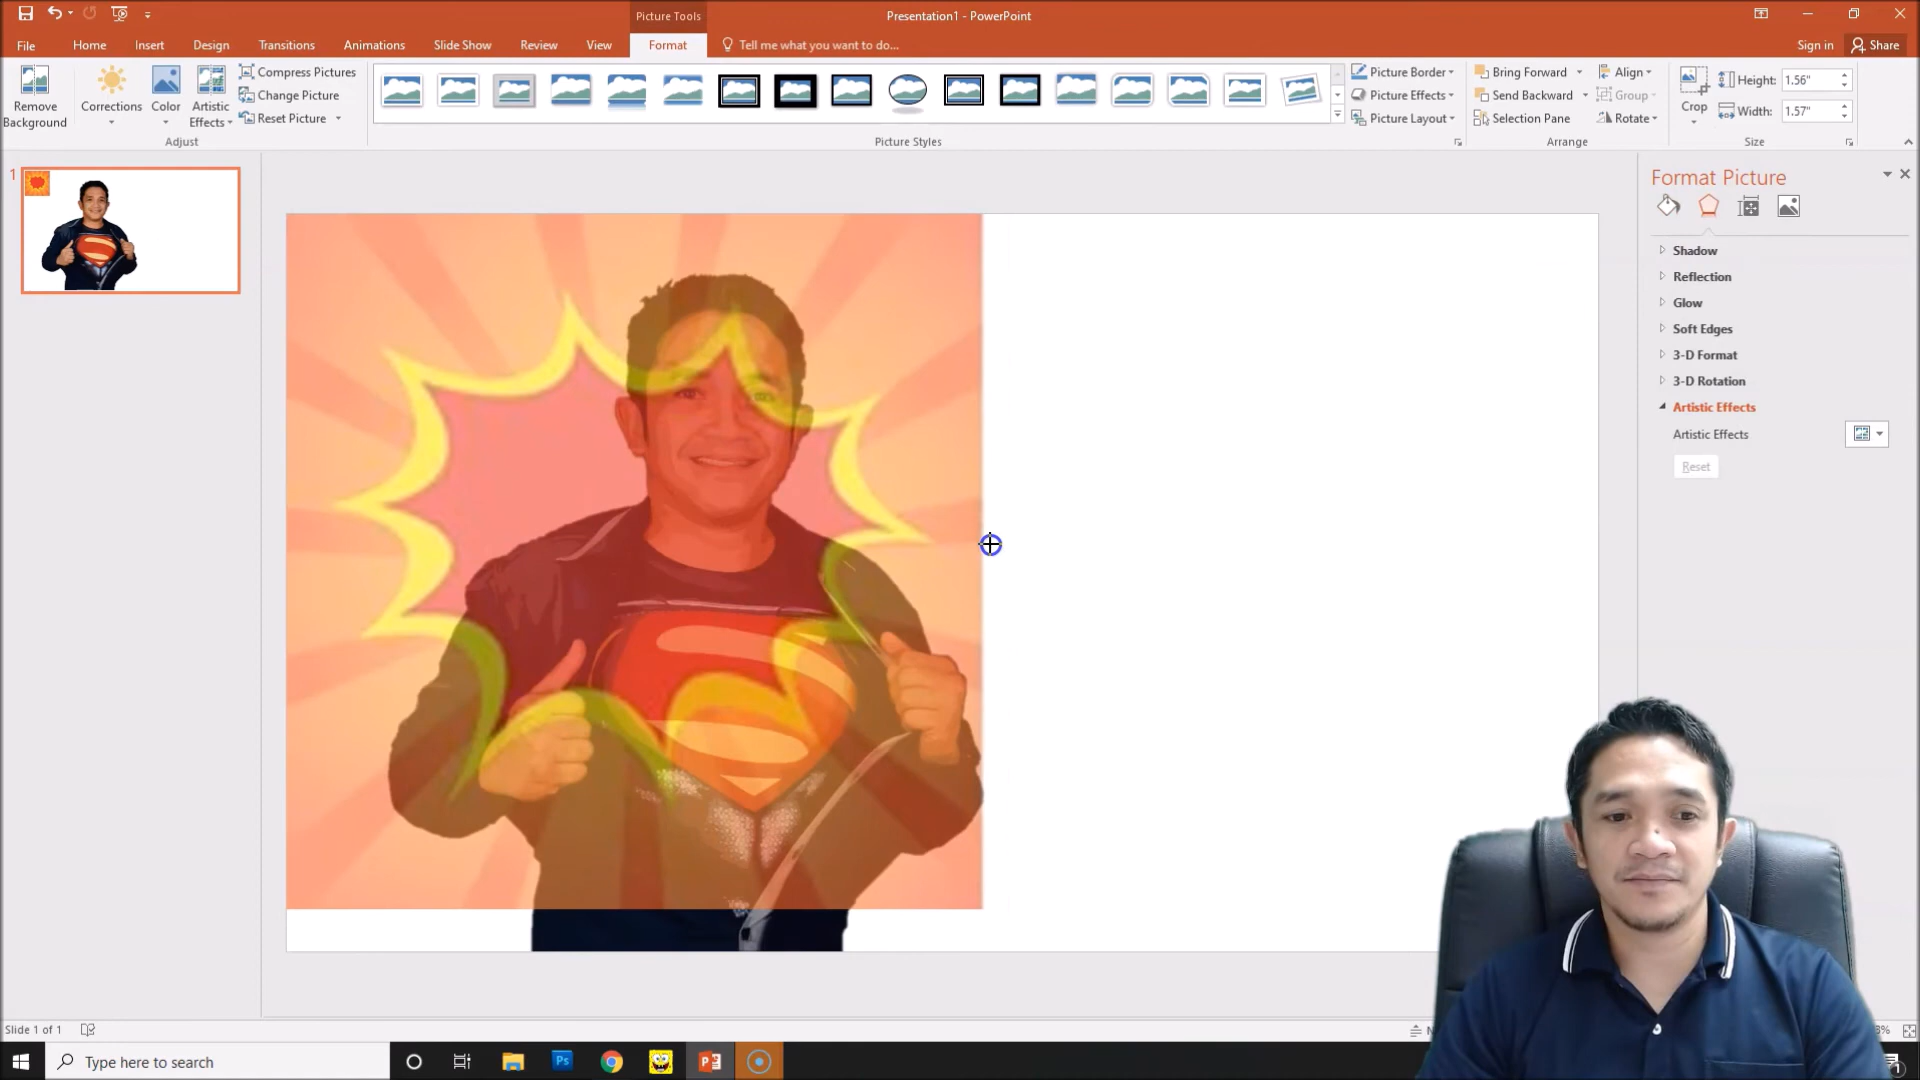 Picture Tools
Presentation1 - PowerPoint
File
Home
Insert
Design
Transitions
Animations
Slide Show
Review
View
Format
Tell me what you want to do...
Sign in
Share
Remove
Background
Corrections
Color
Artistic
Effects
Compress Pictures
Change Picture
Reset Picture
Adjust
Picture Styles
Picture Border
Picture Effects
Picture Layout
Bring Forward
Send Backward
Selection Pane
Align
Group
Rotate
Arrange
Crop
Height:
1.56"
Width:
1.57"
Size
1
Format Picture
Shadow
Reflection
Glow
Soft Edges
3-D Format
3-D Rotation
Artistic Effects
Artistic Effects
Reset
Slide 1 of 1
Type here to search
Ps